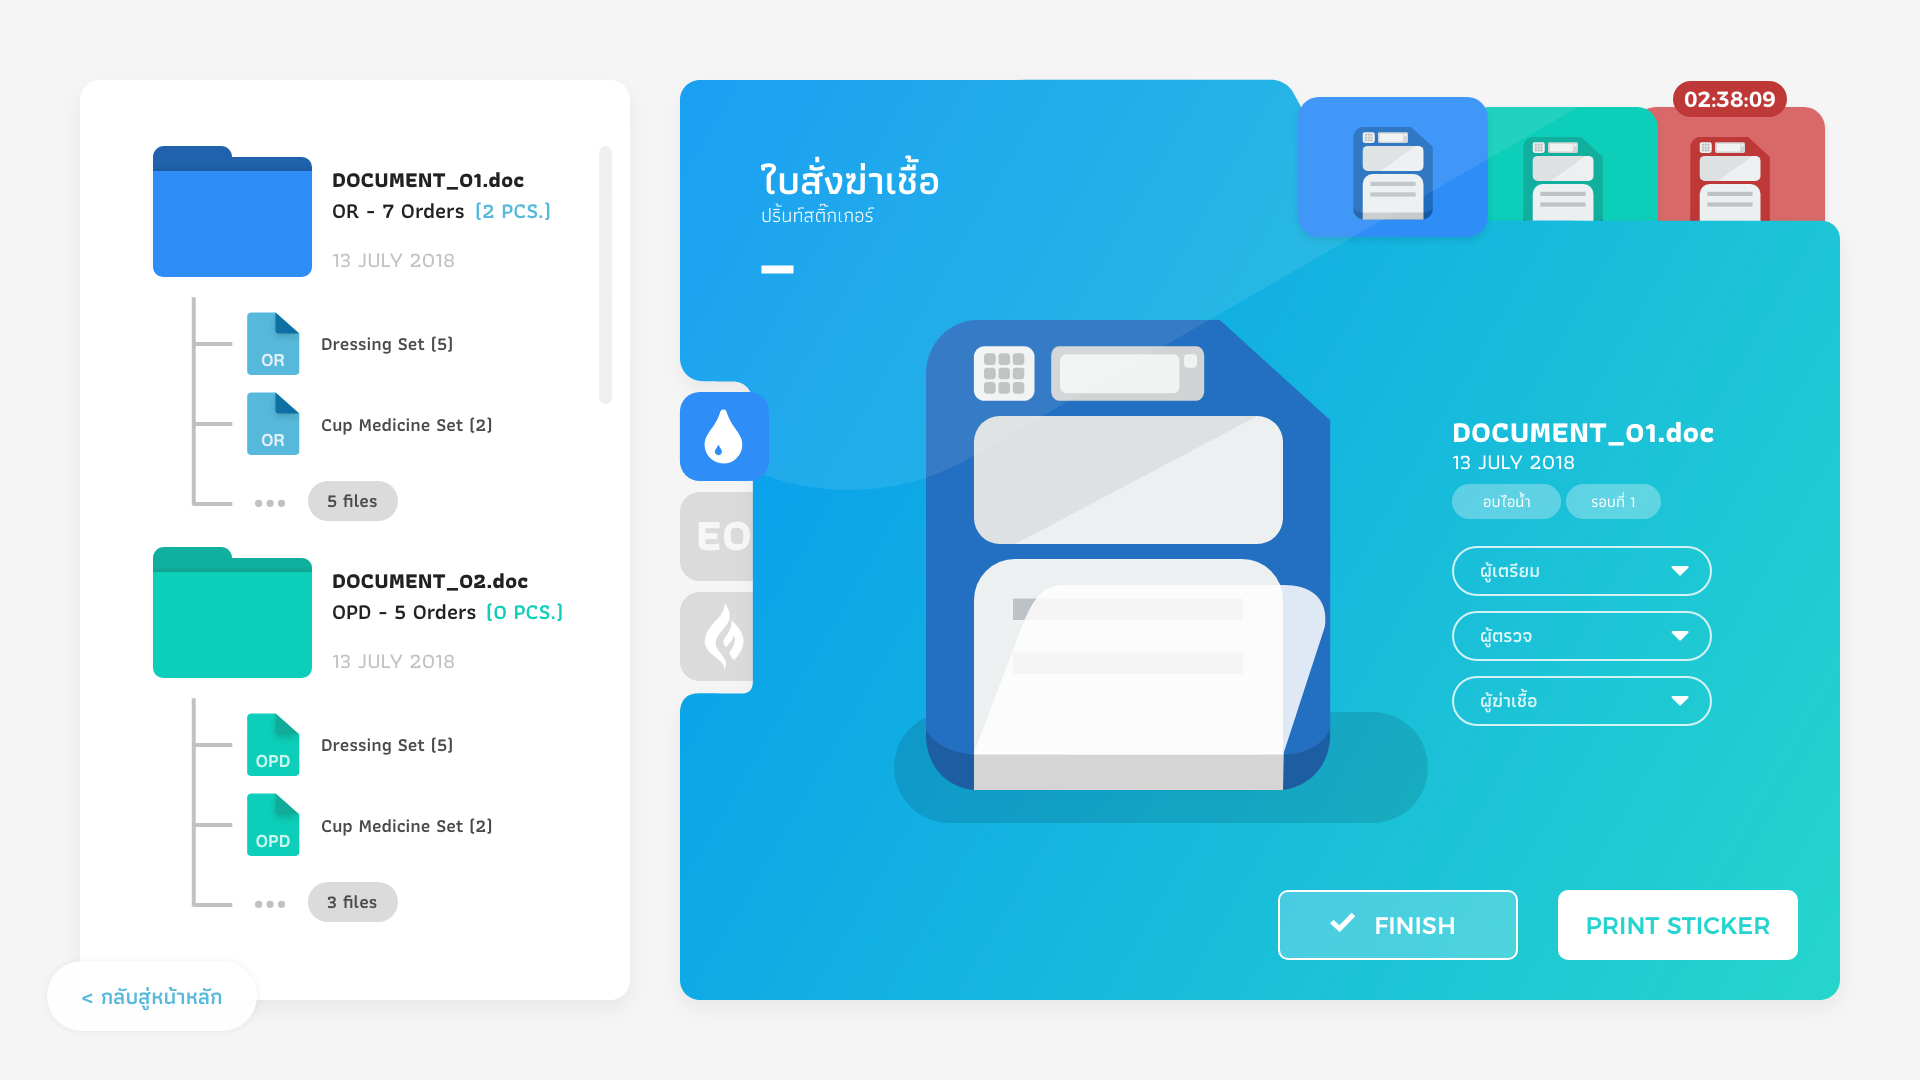 DOCUMENT_01.doc
OR - 7 Orders (2 PCS.)
13 JULY 2018
OR
Dressing Set (5)
OR
Cup Medicine Set (2)
5 files
DOCUMENT_02.doc
OPD - 5 Orders (0 PCS.)
13 JULY 2018
OPD
Dressing Set (5)
OPD
Cup Medicine Set (2)
3 files
< กลับสู่หน้าหลัก
ใบสั่งฆ่าเชื้อ
ปริ้นท์สติ๊กเกอร์
02:38:09
EO
DOCUMENT_01.doc
13 JULY 2018
อบไอน้ำ
รอบที่ 1
ผู้เตรียม
ผู้ตรวจ
ผู้ฆ่าเชื้อ
FINISH
PRINT STICKER